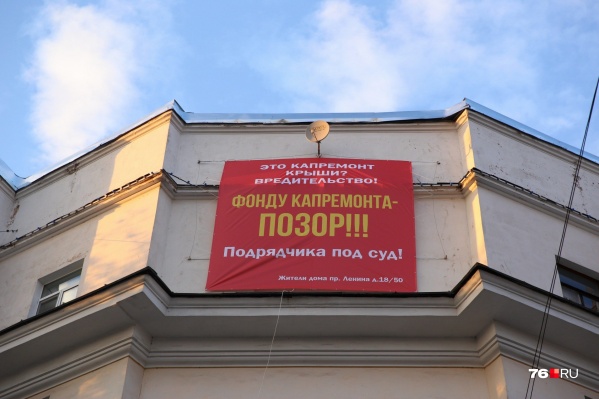 ЭТО КАПРЕМОНТ
КРЫШИ?
ВРЕДИТЕЛЬСТВО!
ФОНДУ КАПРЕМОНТА-
ПОЗОР!!!
Подрядчика под суд!
Жители дома пр. Ленина д.18/50
76.RU